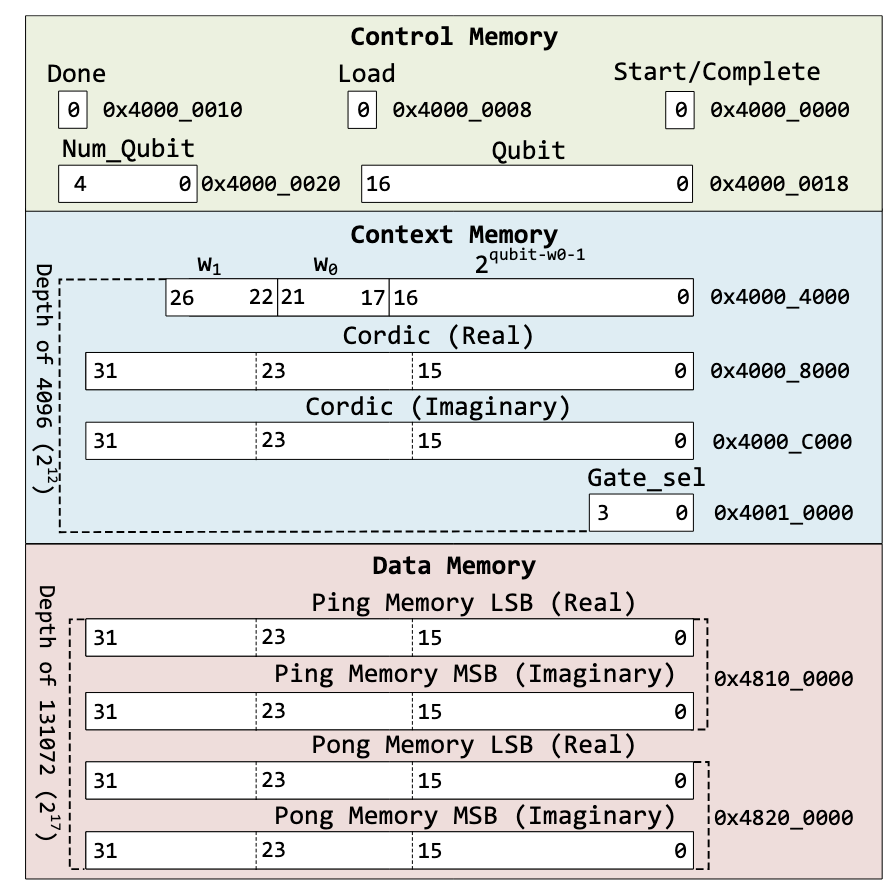 Control Memory
Done Load Start/Complete
0 0x4000_0010 0 0x4000_0008 0 0x4000_0000
Num_Qubit Qubit
4 0 0x4000_0020 16 0 0x4000_0018
Context Memory
W₁ W₀ 2^qubit-w0-1
26 22 21 17 16 0 0x4000_4000
Cordic (Real)
31 23 15 0 0x4000_8000
Cordic (Imaginary)
31 23 15 0 0x4000_C000
Gate_sel
3 0 0x4001_0000
Depth of 4096 (2¹²)
Data Memory
Ping Memory LSB (Real)
31 23 15 0
Ping Memory MSB (Imaginary)
0x4810_0000
31 23 15 0
Pong Memory LSB (Real)
31 23 15 0
Pong Memory MSB (Imaginary)
0x4820_0000
31 23 15 0
Depth of 131072 (2¹⁷)